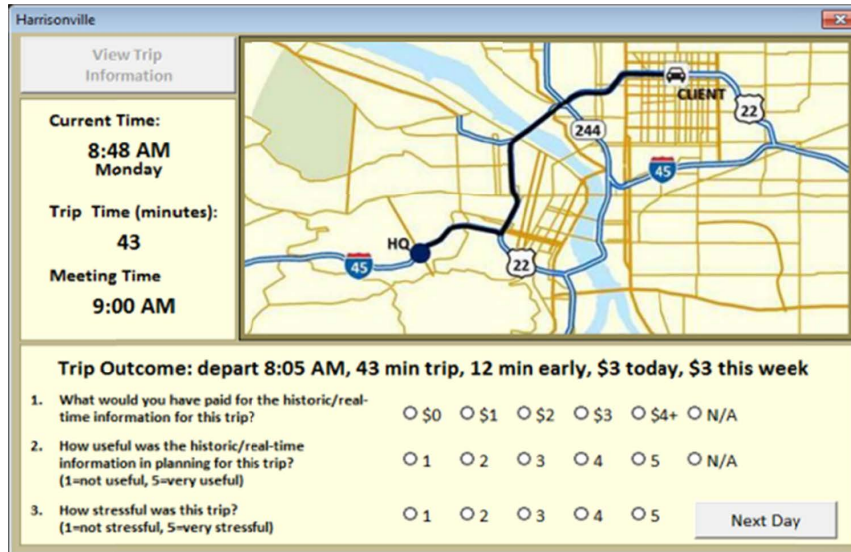 Harrisonville
View Trip
Information
Current Time:
8:48 AM
Monday
Trip Time (minutes):
43
Meeting Time
9:00 AM
CLIENT
22
244
45
HQ
45
22
Trip Outcome: depart 8:05 AM, 43 min trip, 12 min early, $3 today, $3 this week
1. What would you have paid for the historic/real-
time information for this trip?
$0 $1 $2 $3 $4+ N/A
2. How useful was the historic/real-time
information in planning for this trip?
(1=not useful, 5=very useful)
1 2 3 4 5 N/A
3. How stressful was this trip?
(1=not stressful, 5=very stressful)
1 2 3 4 5
Next Day